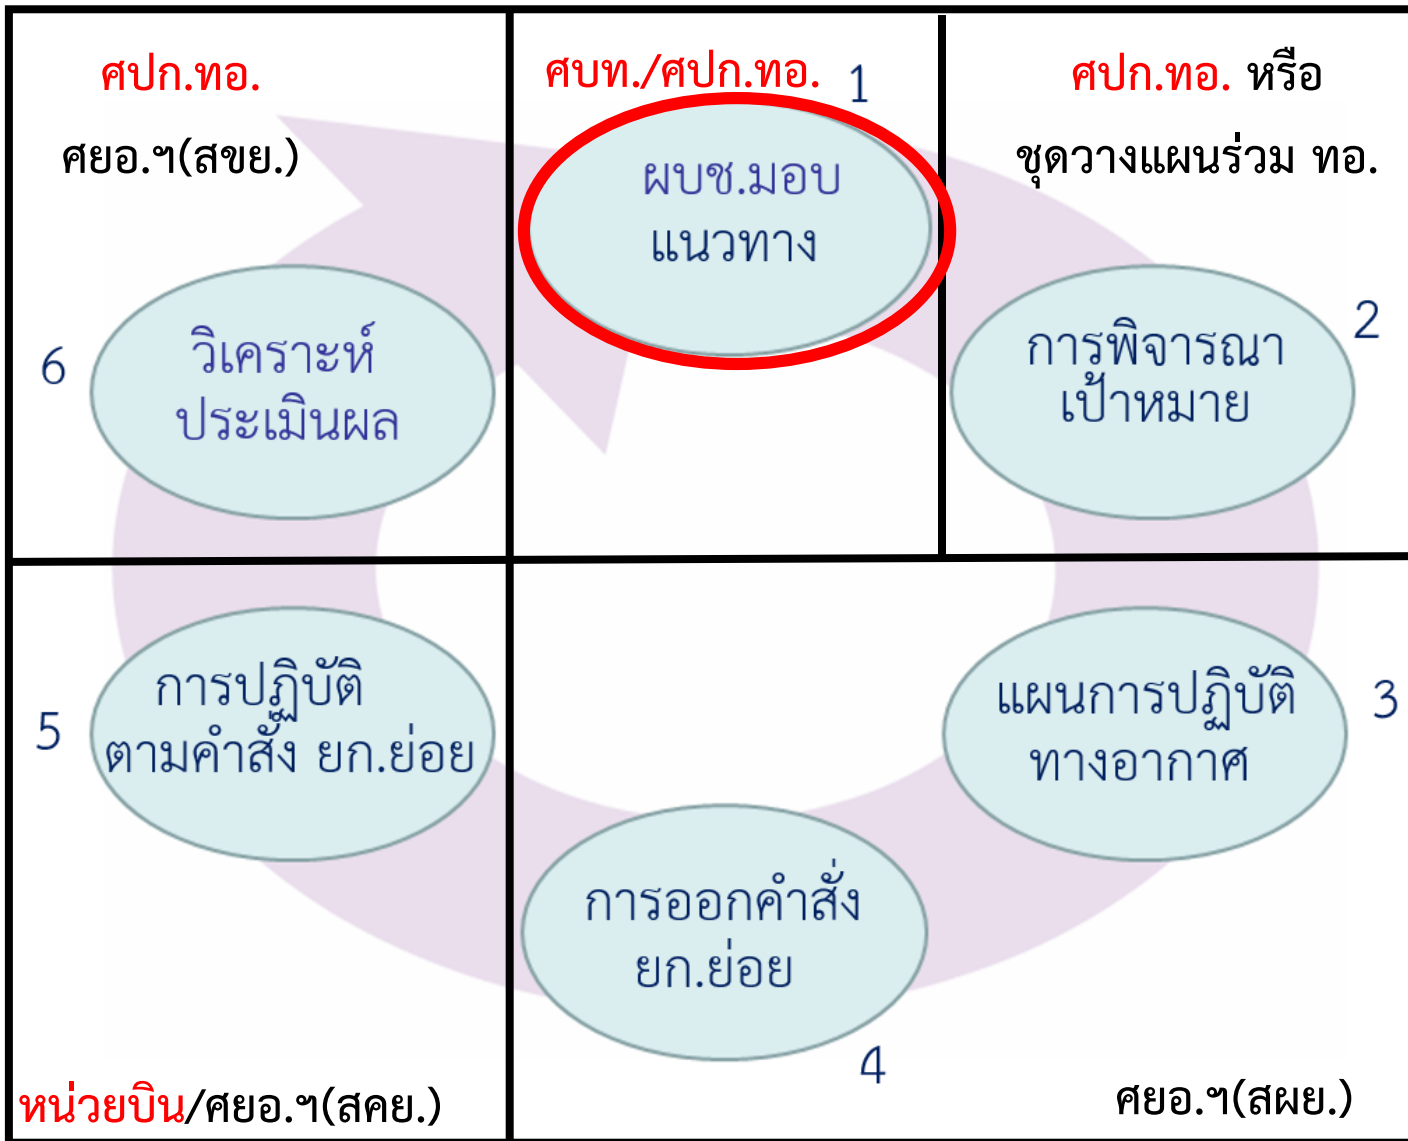 ศปก.ทอ.
ศยอ.ฯ(สขย.)
ศบท./ศปก.ทอ.
1
ผบช.มอบ
แนวทาง
ศปก.ทอ. หรือ
ชุดวางแผนร่วม ทอ.
2
การพิจารณา
เป้าหมาย
6
วิเคราะห์
ประเมินผล
แผนการปฏิบัติ
ทางอากาศ
3
การออกคำสั่ง
ยก.ย่อย
4
ศยอ.ฯ(สผย.)
5
การปฏิบัติ
ตามคำสั่ง ยก.ย่อย
หน่วยบิน/ศยอ.ฯ(สคย.)